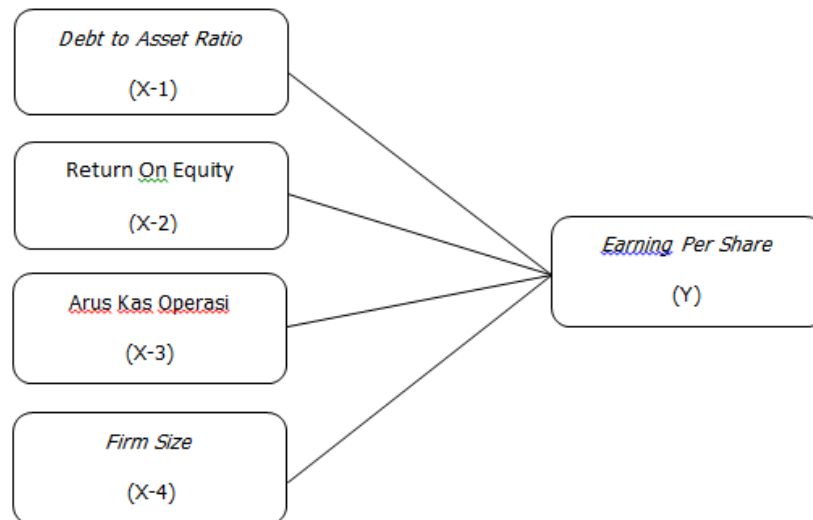 Debt to Asset Ratio
(X-1)
Return On Equity
(X-2)
Arus Kas Operasi
(X-3)
Firm Size
(X-4)
Earning Per Share
(Y)